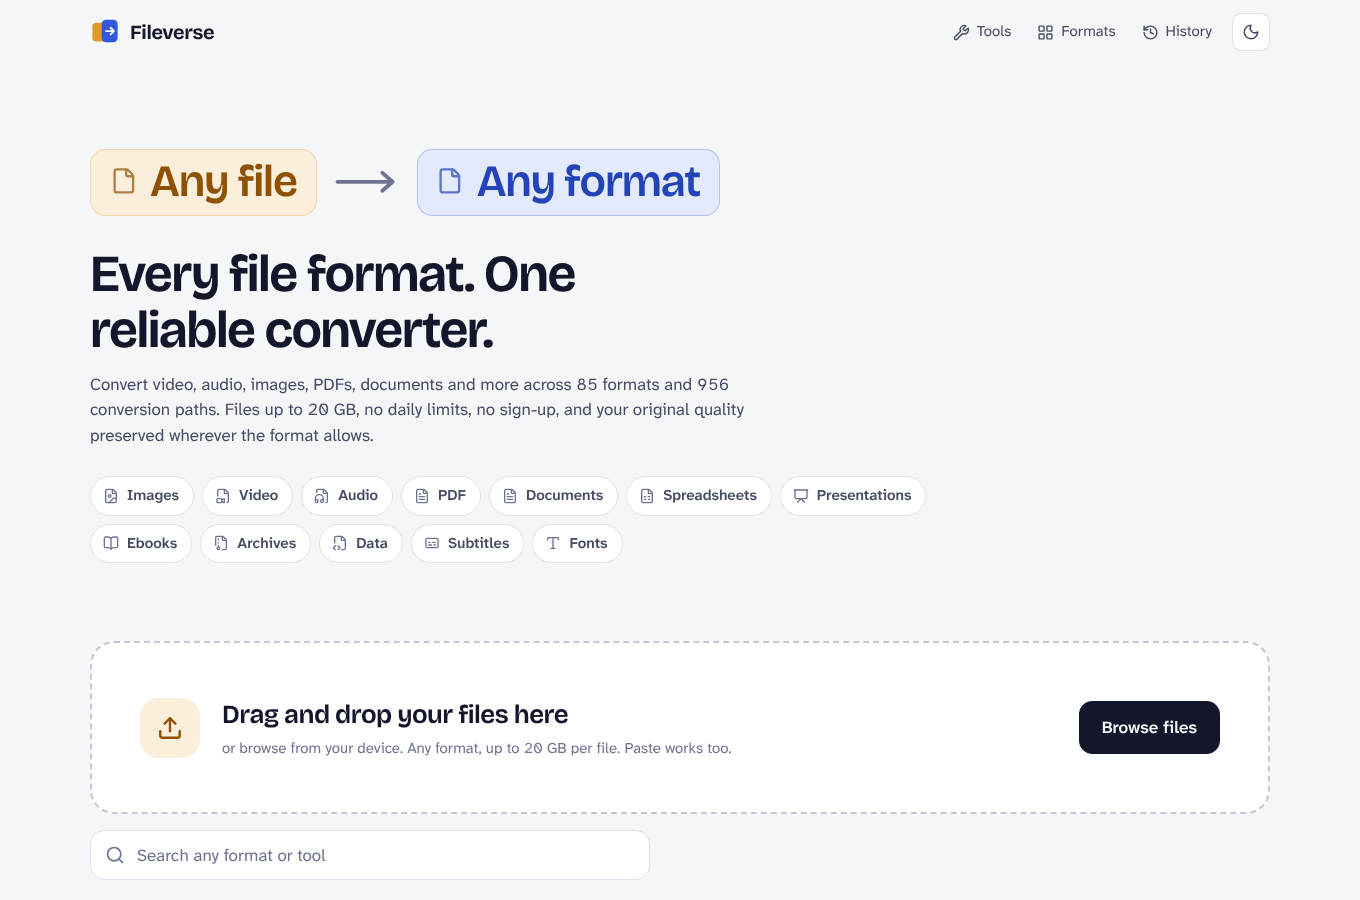 Fileverse
Tools
Formats
History
Any file
Any format
Every file format. One
reliable converter.
Convert video, audio, images, PDFs, documents and more across 85 formats and 956
conversion paths. Files up to 20 GB, no daily limits, no sign-up, and your original quality
preserved wherever the format allows.
Images
Video
Audio
PDF
Documents
Spreadsheets
Presentations
Ebooks
Archives
Data
Subtitles
Fonts
Drag and drop your files here
or browse from your device. Any format, up to 20 GB per file. Paste works too.
Browse files
Search any format or tool